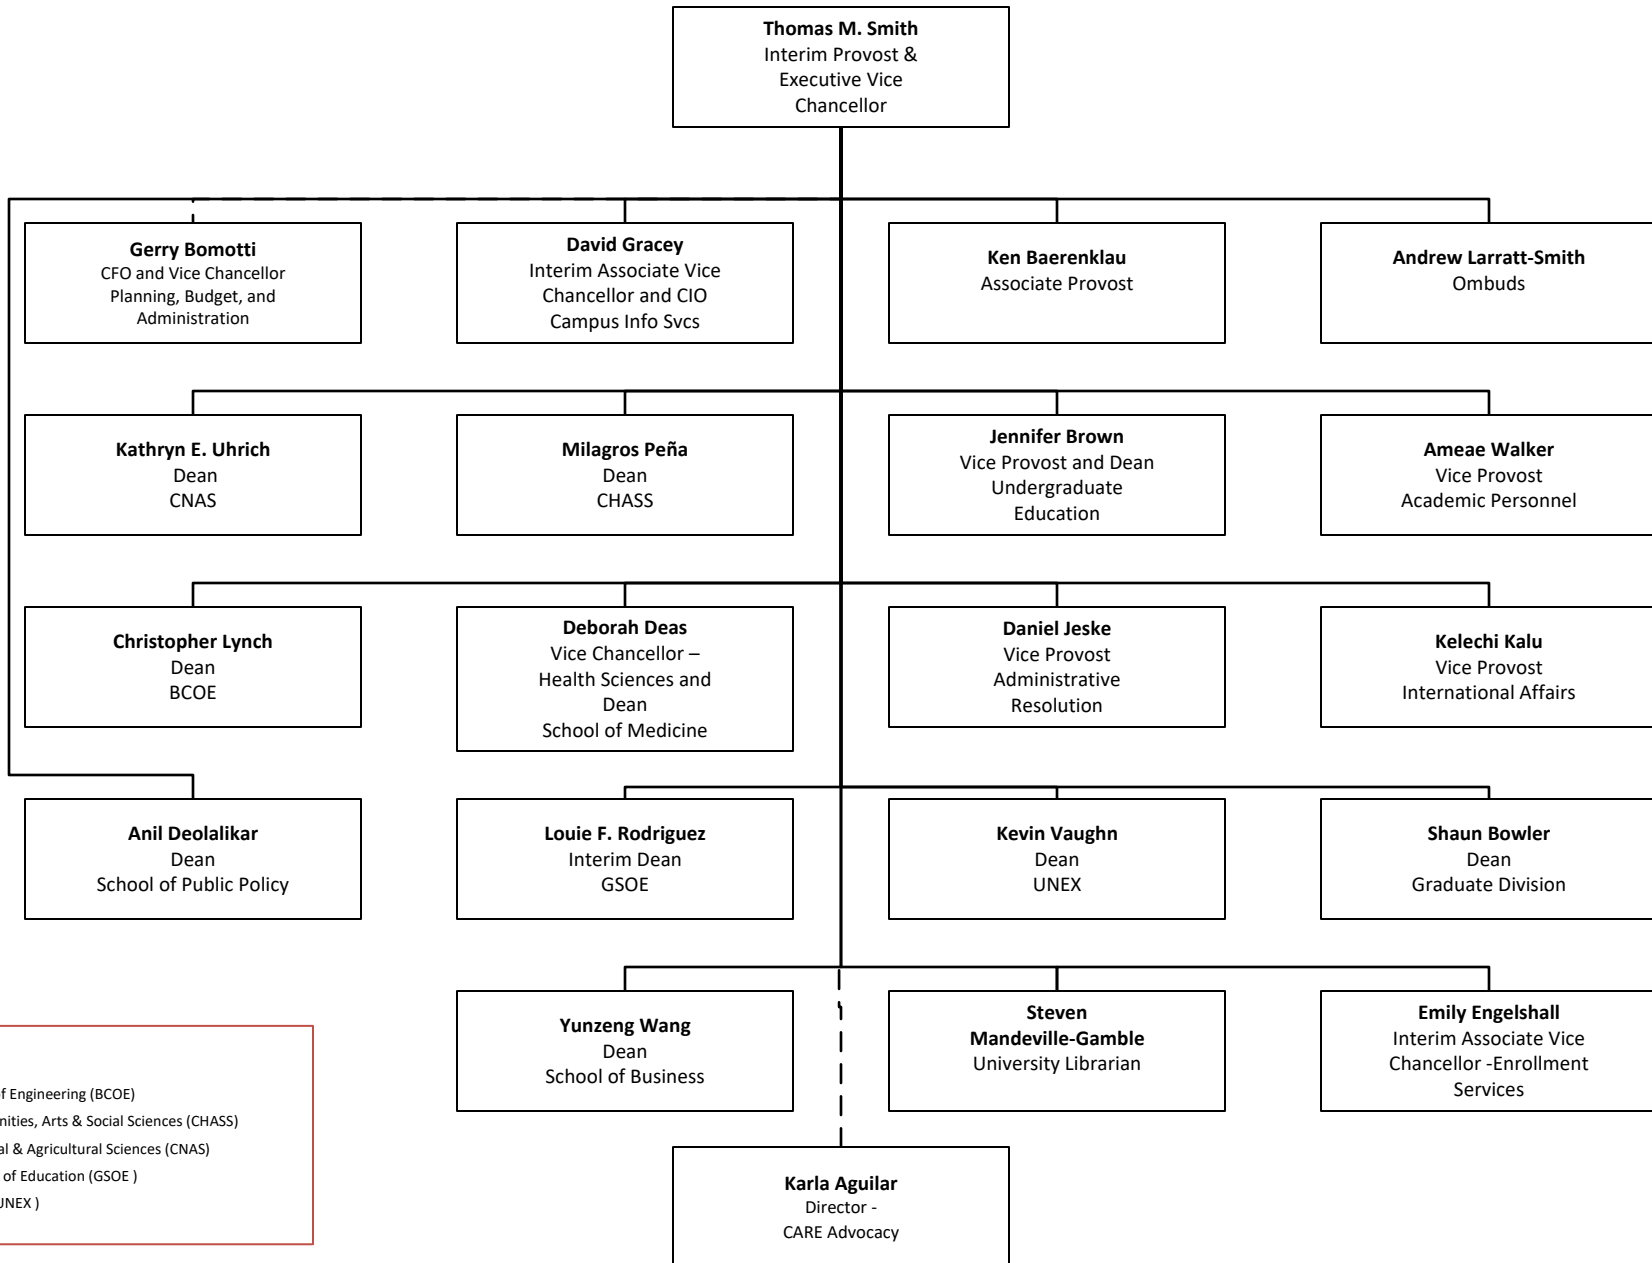 Thomas M. Smith
Interim Provost &
Executive Vice
Chancellor
Gerry Bomotti
CFO and Vice Chancellor
Planning, Budget, and
Administration
David Gracey
Interim Associate Vice
Chancellor and CIO
Campus Info Svcs
Ken Baerenklau
Associate Provost
Andrew Larratt-Smith
Ombuds
Kathryn E. Uhrich
Dean
CNAS
Milagros Peña
Dean
CHASS
Jennifer Brown
Vice Provost and Dean
Undergraduate
Education
Ameae Walker
Vice Provost
Academic Personnel
Christopher Lynch
Dean
BCOE
Deborah Deas
Vice Chancellor –
Health Sciences and
Dean
School of Medicine
Daniel Jeske
Vice Provost
Administrative
Resolution
Kelechi Kalu
Vice Provost
International Affairs
Anil Deolalikar
Dean
School of Public Policy
Louie F. Rodriguez
Interim Dean
GSOE
Kevin Vaughn
Dean
UNEX
Shaun Bowler
Dean
Graduate Division
Yunzeng Wang
Dean
School of Business
Steven
Mandeville-Gamble
University Librarian
Emily Engelshall
Interim Associate Vice
Chancellor -Enrollment
Services
of Engineering (BCOE)
nities, Arts & Social Sciences (CHASS)
al & Agricultural Sciences (CNAS)
of Education (GSOE )
UNEX )
Karla Aguilar
Director -
CARE Advocacy